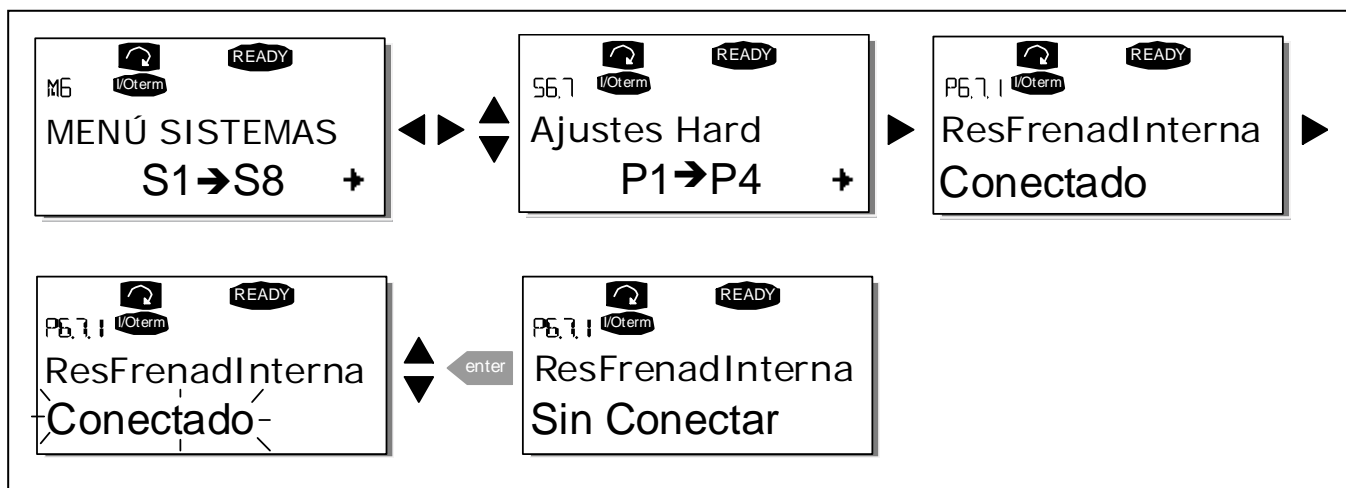 READY
M6 I/Oterm
MENÚ SISTEMAS
S1➔S8
READY
S6.7 I/Oterm
Ajustes Hard
P1➔P4
READY
P6.7.1 I/Oterm
ResFrenadInterna
Conectado
READY
P6.7.1 I/Oterm
ResFrenadInterna
Conectado
enter
READY
P6.7.1 I/Oterm
ResFrenadInterna
Sin Conectar